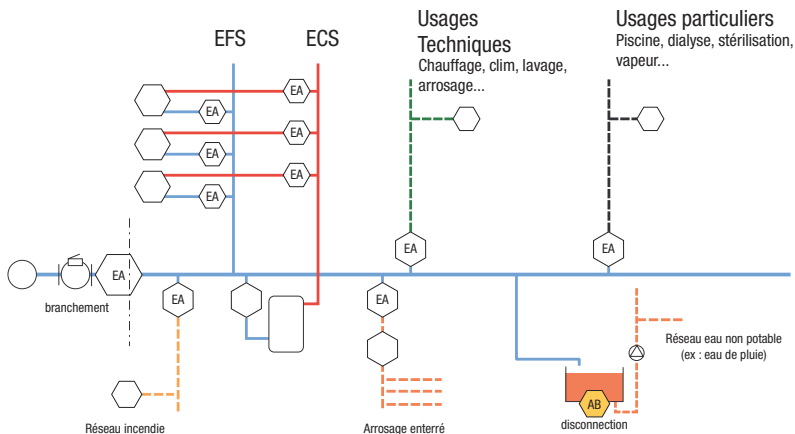 EFS
ECS
Usages
Techniques
Chauffage, clim, lavage,
arrosage...
Usages particuliers
Piscine, dialyse, stérilisation,
vapeur...
EA
EA
EA
EA
EA
EA
EA
EA
EA
branchement
EA
EA
Réseau eau non potable
(ex : eau de pluie)
AB
disconnection
Réseau incendie
Arrosage enterré